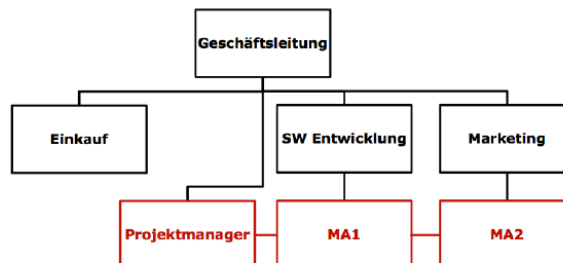 Geschäftsleitung
Einkauf
SW Entwicklung
Marketing
Projektmanager
MA1
MA2